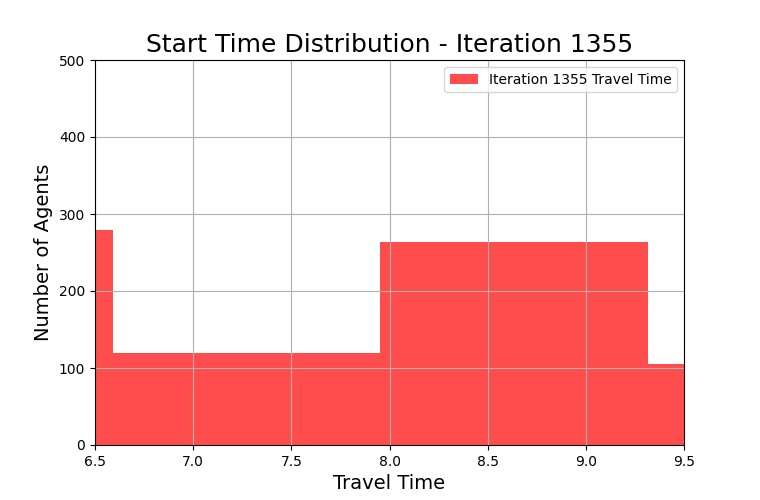 Start Time Distribution - Iteration 1355
Iteration 1355 Travel Time
500
400
300
200
100
0
Number of Agents
6.5 7.0 7.5 8.0 8.5 9.0 9.5
Travel Time